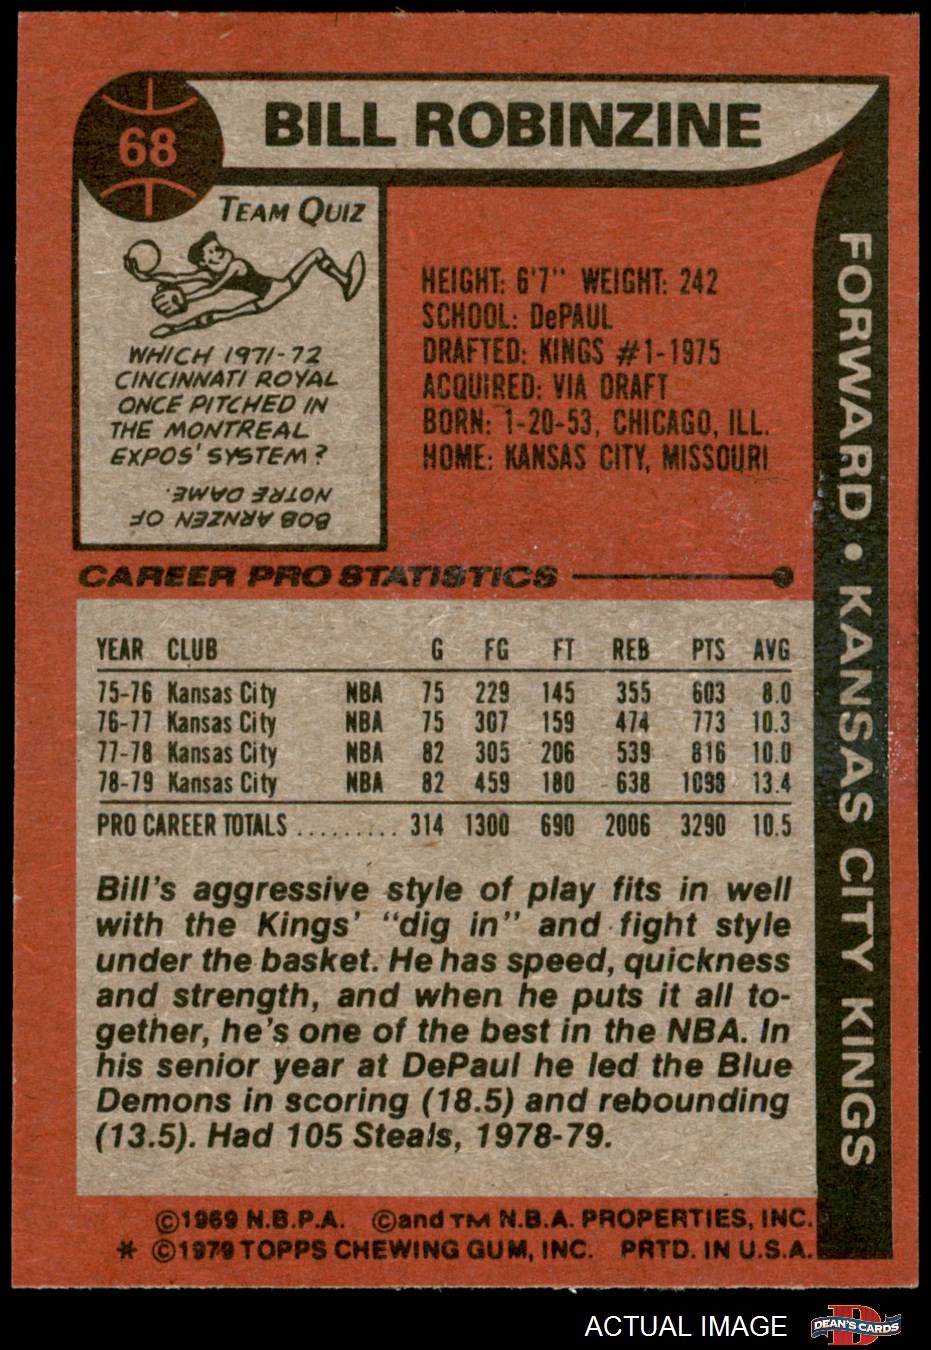 68
BILL ROBINZINE
TEAM QUIZ
WHICH 1971-72
CINCINNATI ROYAL
ONCE PITCHED IN
THE MONTREAL
EXPOS' SYSTEM?
BOB ARNZEN OF
NOTRE DAME.
HEIGHT: 6'7" WEIGHT: 242
SCHOOL: DePAUL
DRAFTED: KINGS #1-1975
ACQUIRED: VIA DRAFT
BORN: 1-20-53, CHICAGO, ILL.
HOME: KANSAS CITY, MISSOURI
FORWARD • KANSAS CITY KINGS
CAREER PRO STATISTICS
YEAR CLUB G FG FT REB PTS AVG
75-76 Kansas City NBA 75 229 145 355 603 8.0
76-77 Kansas City NBA 75 307 159 474 773 10.3
77-78 Kansas City NBA 82 305 206 539 816 10.0
78-79 Kansas City NBA 82 459 180 638 1098 13.4
PRO CAREER TOTALS ......... 314 1300 690 2006 3290 10.5
Bill's aggressive style of play fits in well
with the Kings' "dig in" and fight style
under the basket. He has speed, quickness
and strength, and when he puts it all to-
gether, he's one of the best in the NBA. In
his senior year at DePaul he led the Blue
Demons in scoring (18.5) and rebounding
(13.5). Had 105 Steals, 1978-79.
©1969 N.B.P.A. ©and TM N.B.A. PROPERTIES, INC.
* ©1979 TOPPS CHEWING GUM, INC. PRTD. IN U.S.A.
ACTUAL IMAGE
D
DEAN'S CARDS